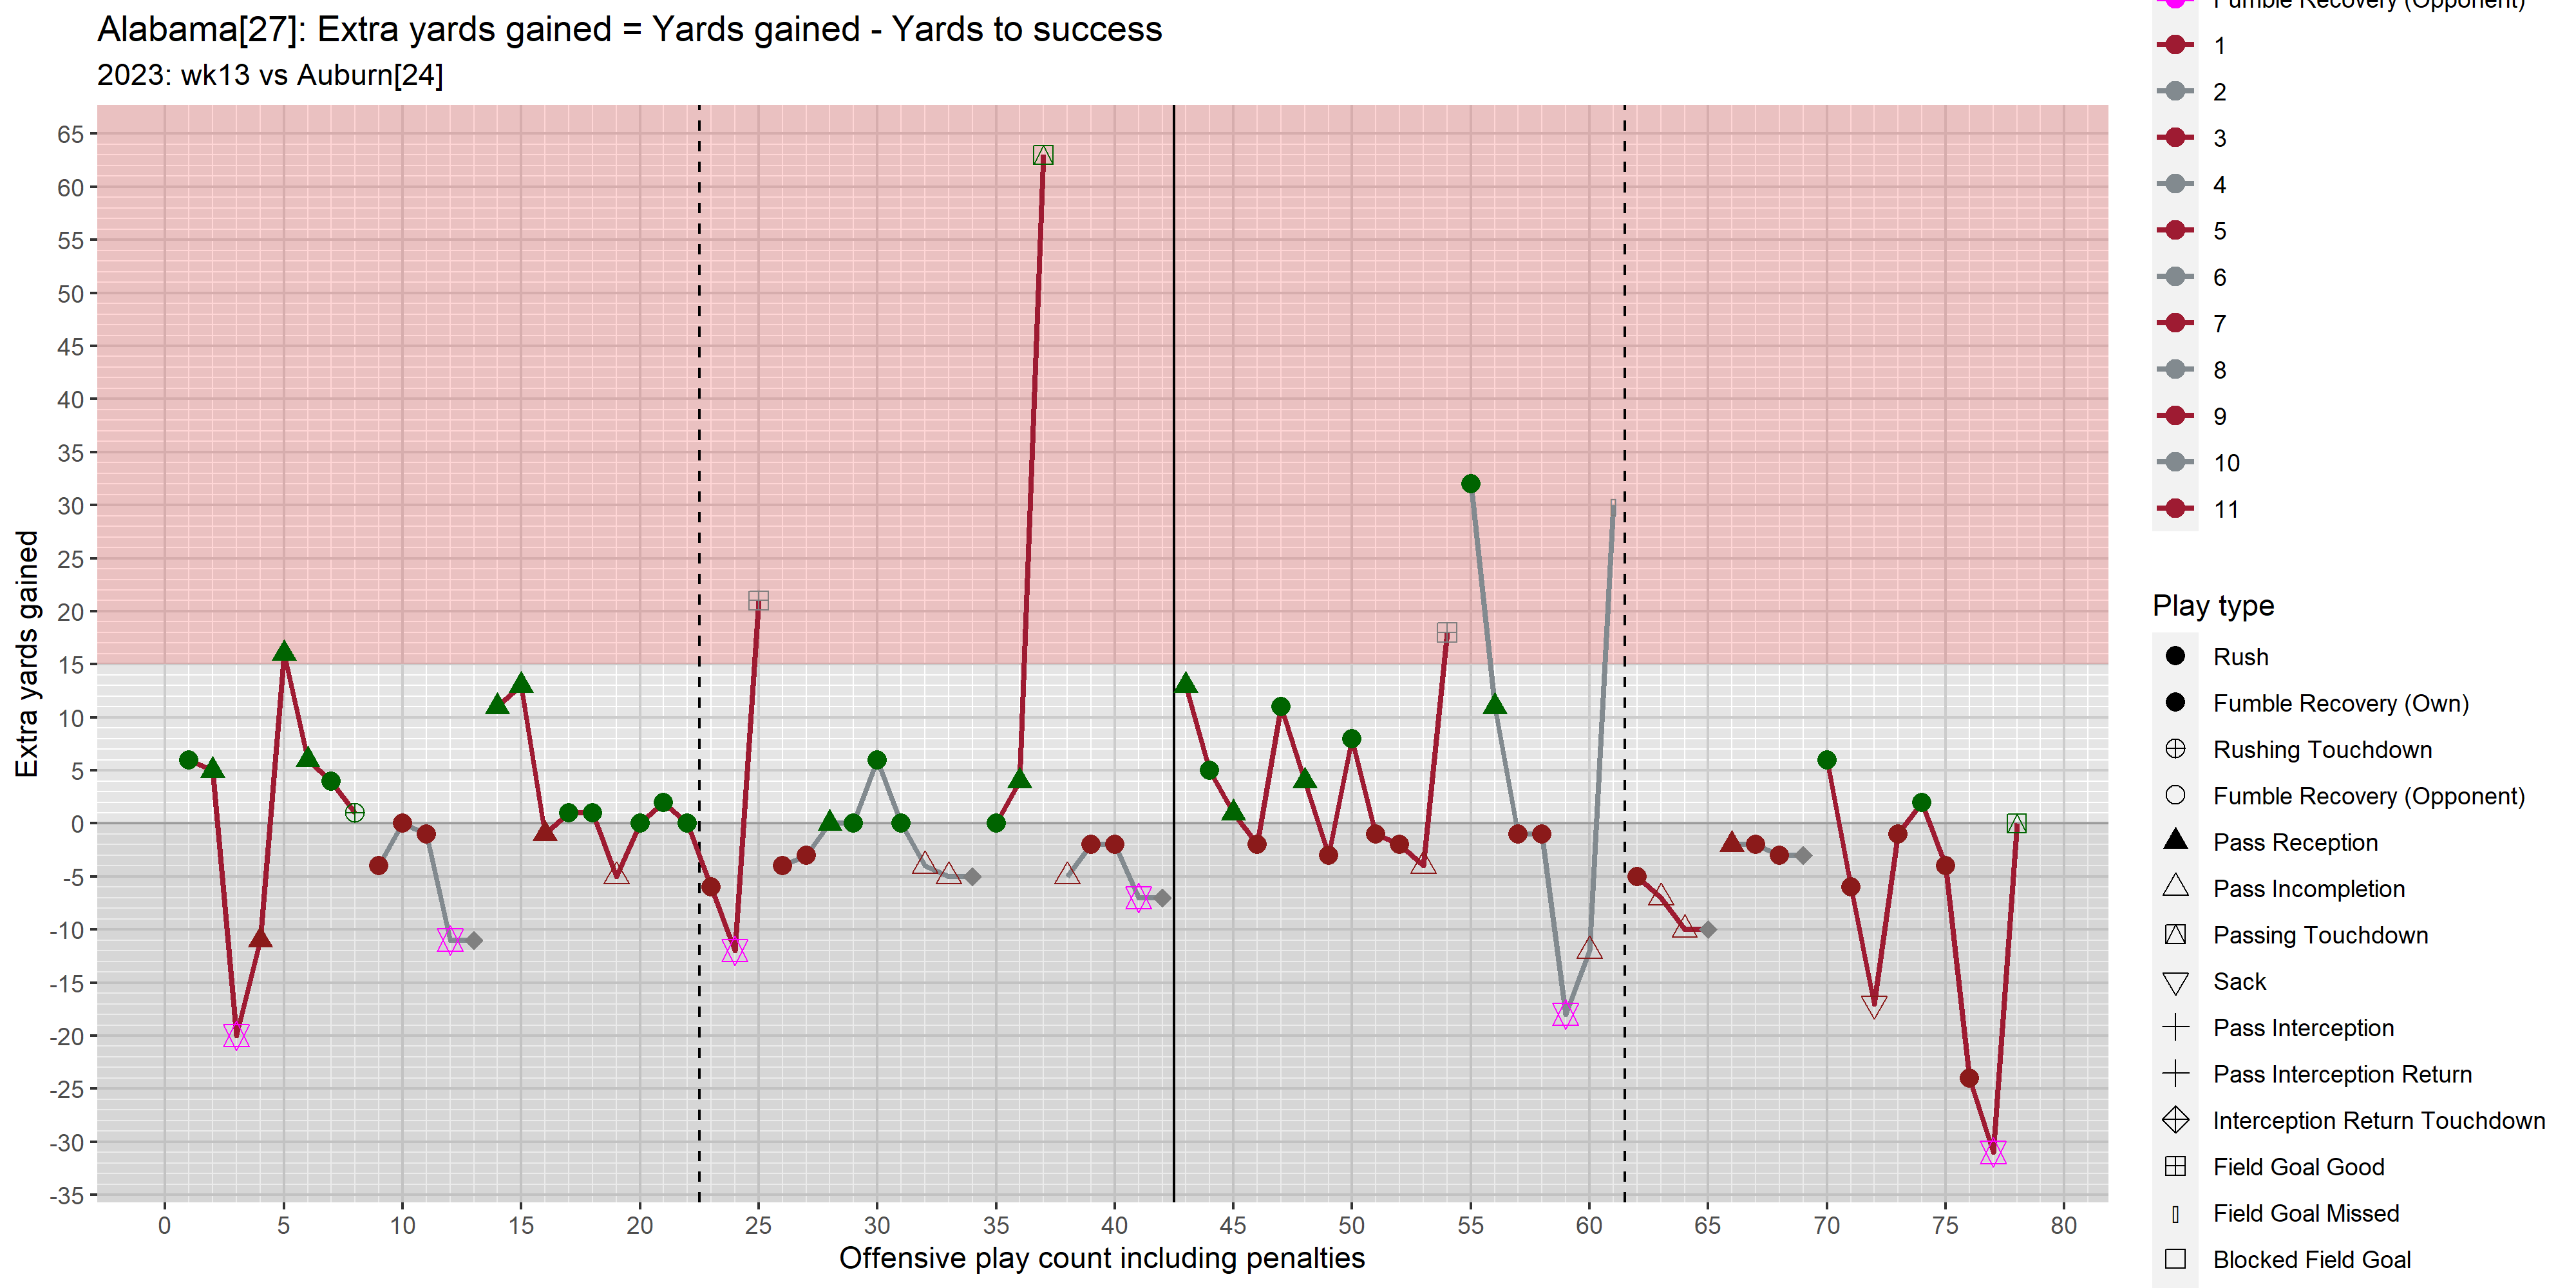 Alabama[27]: Extra yards gained = Yards gained - Yards to success
2023: wk13 vs Auburn[24]
Extra yards gained
65
60
55
50
45
40
35
30
25
20
15
10
5
0
-5
-10
-15
-20
-25
-30
-35
0 5 10 15 20 25 30 35 40 45 50 55 60 65 70 75 80
Offensive play count including penalties
Fumble Recovery (Opponent)
1
2
3
4
5
6
7
8
9
10
11
Play type
Rush
Fumble Recovery (Own)
Rushing Touchdown
Fumble Recovery (Opponent)
Pass Reception
Pass Incompletion
Passing Touchdown
Sack
Pass Interception
Pass Interception Return
Interception Return Touchdown
Field Goal Good
Field Goal Missed
Blocked Field Goal